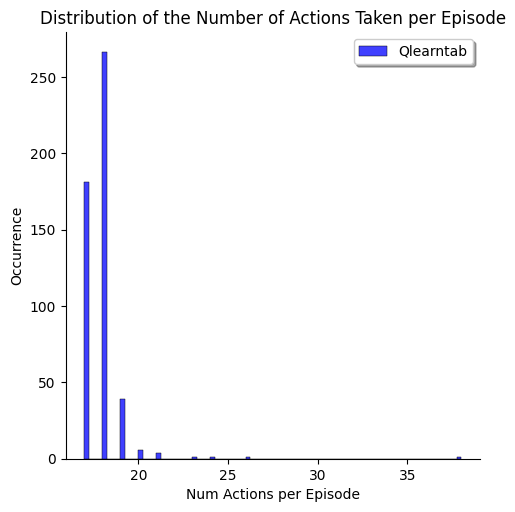 Distribution of the Number of Actions Taken per Episode
Qlearntab
250
200
150
100
50
0
Occurrence
20 25 30 35
Num Actions per Episode